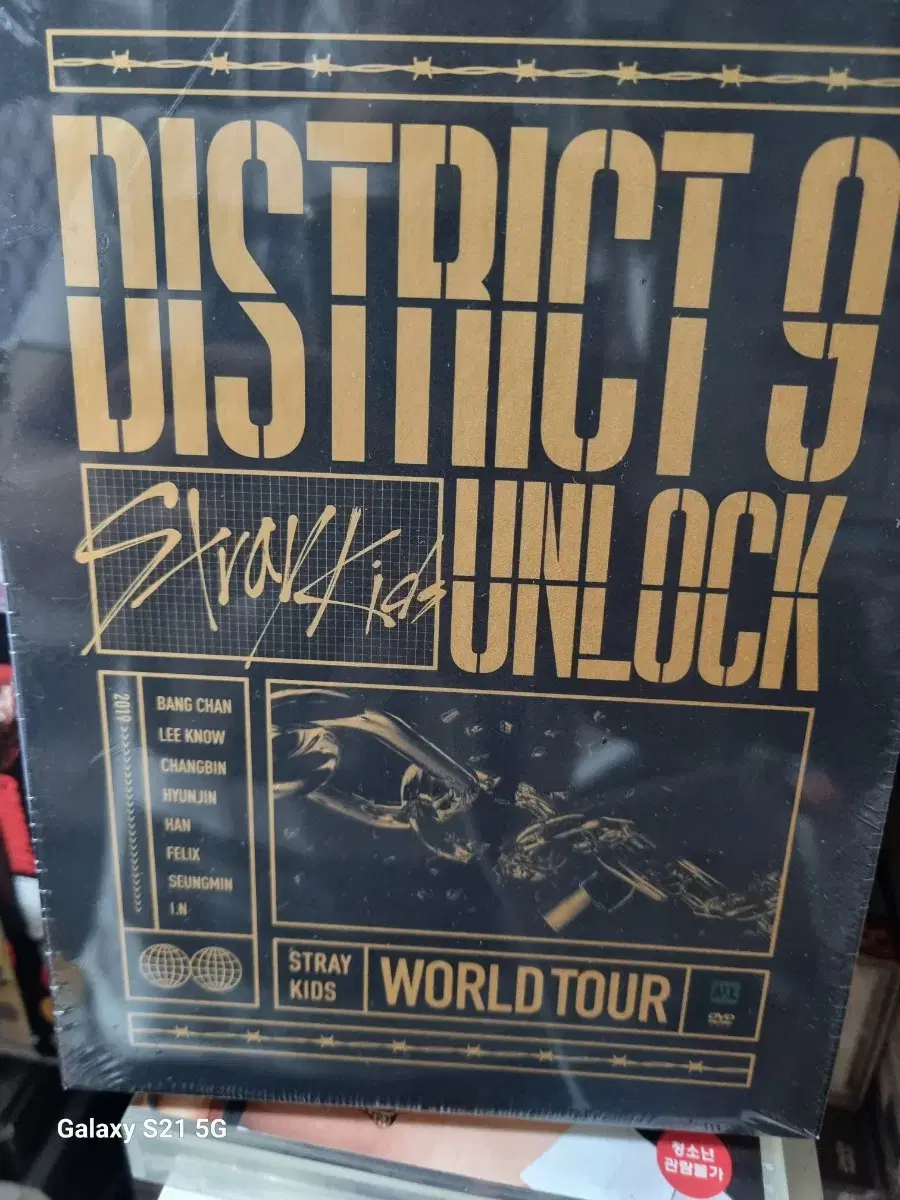 DISTRICT 9
Stray Kids
UNLOCK
2019
BANG CHAN
LEE KNOW
CHANGBIN
HYUNJIN
HAN
FELIX
SEUNGMIN
I.N
STRAY
KIDS
WORLD TOUR
DVD
Galaxy S21 5G
청소년
관람불가